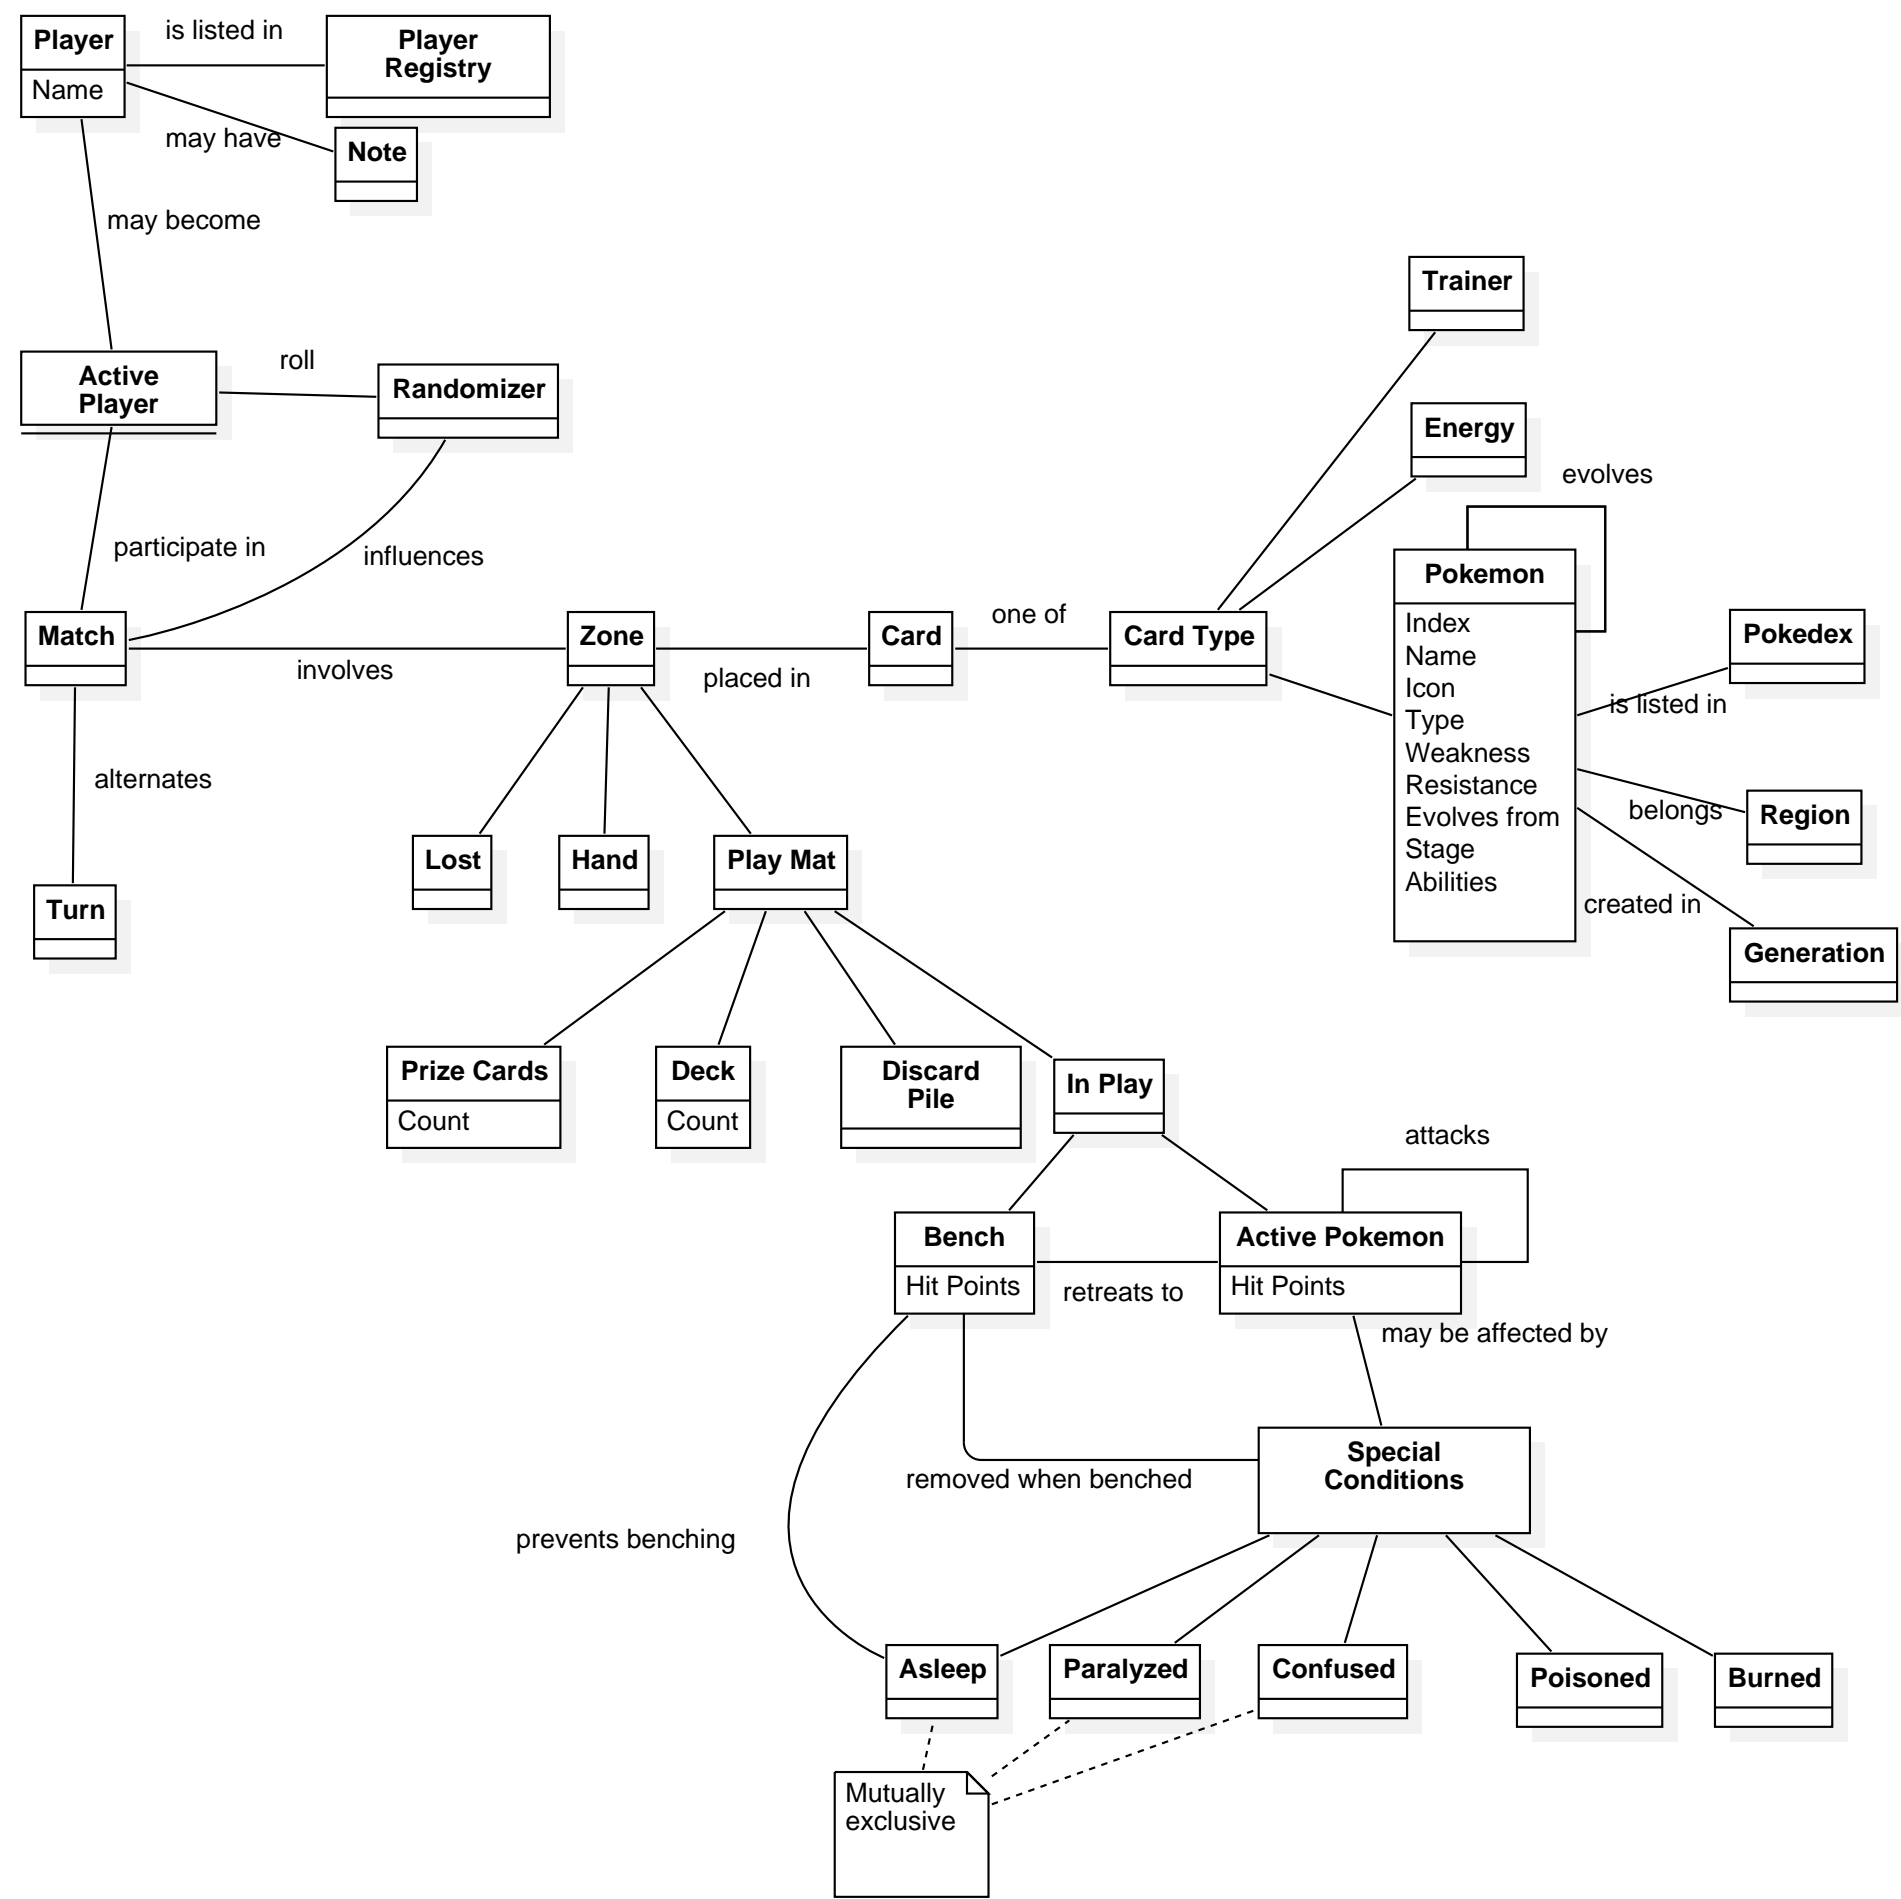 Player
Name
is listed in
Player
Registry
may have
Note
may become
Active
Player
roll
Randomizer
participate in
influences
Match
involves
Zone
placed in
Card
one of
Card Type
Trainer
Energy
evolves
Pokemon
Index
Name
Icon
Type
Weakness
Resistance
Evolves from
Stage
Abilities
Pokedex
is listed in
belongs
Region
created in
Generation
alternates
Turn
Lost
Hand
Play Mat
Prize Cards
Count
Deck
Count
Discard
Pile
In Play
attacks
Bench
Hit Points
retreats to
Active Pokemon
Hit Points
may be affected by
Special
Conditions
removed when benched
prevents benching
Asleep
Paralyzed
Confused
Poisoned
Burned
Mutually
exclusive